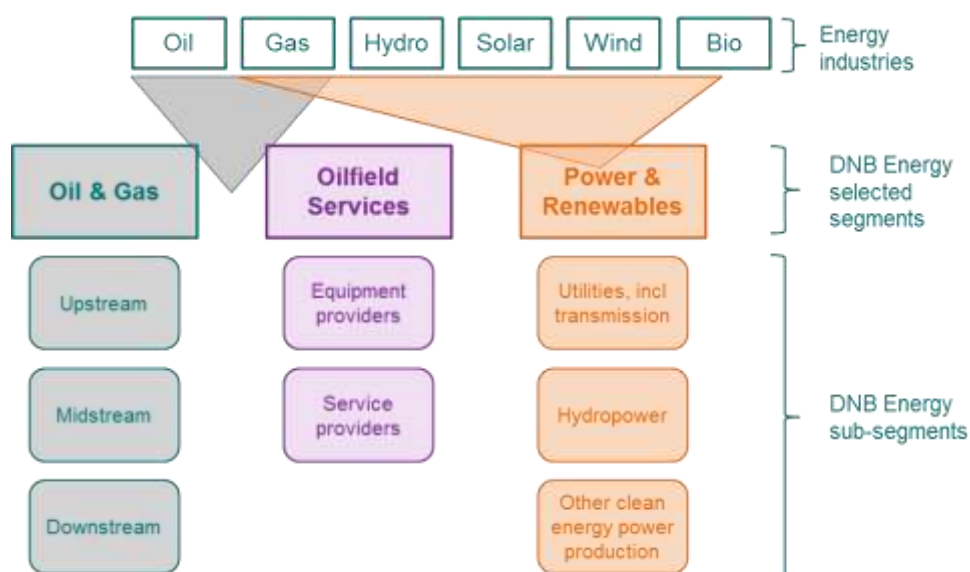 Oil
Gas
Hydro
Solar
Wind
Bio
Energy
industries
Oil & Gas
Oilfield
Services
Power &
Renewables
DNB Energy
selected
segments
Upstream
Equipment
providers
Utilities, incl
transmission
Midstream
Service
providers
Hydropower
DNB Energy
sub-segments
Downstream
Other clean
energy power
production